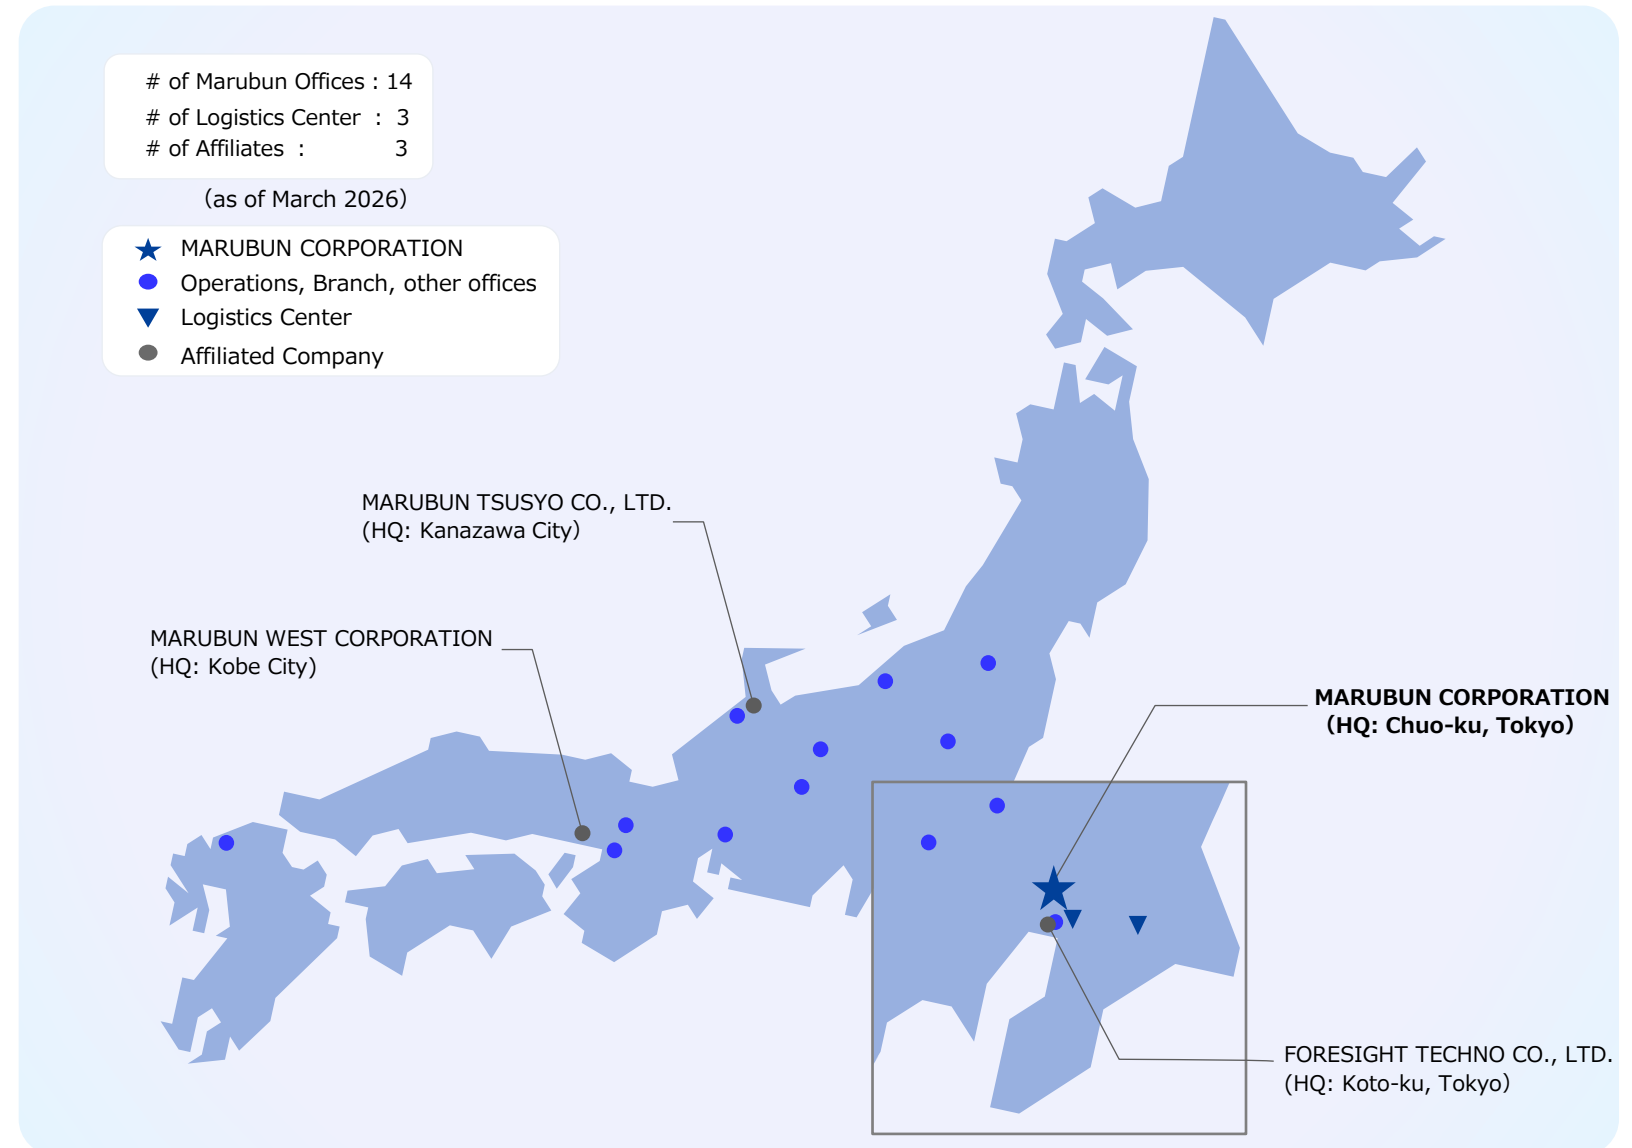 # of Marubun Offices : 14
# of Logistics Center : 3
# of Affiliates : 3
（as of March 2026）
MARUBUN CORPORATION
Operations, Branch, other offices
Logistics Center
Affiliated Company
MARUBUN TSUSYO CO., LTD.
(HQ: Kanazawa City）
MARUBUN WEST CORPORATION
(HQ: Kobe City）
MARUBUN CORPORATION
（HQ: Chuo-ku, Tokyo）
FORESIGHT TECHNO CO., LTD.
(HQ: Koto-ku, Tokyo）